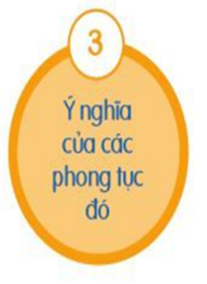 3
Ý nghĩa
của các
phong tục
đó